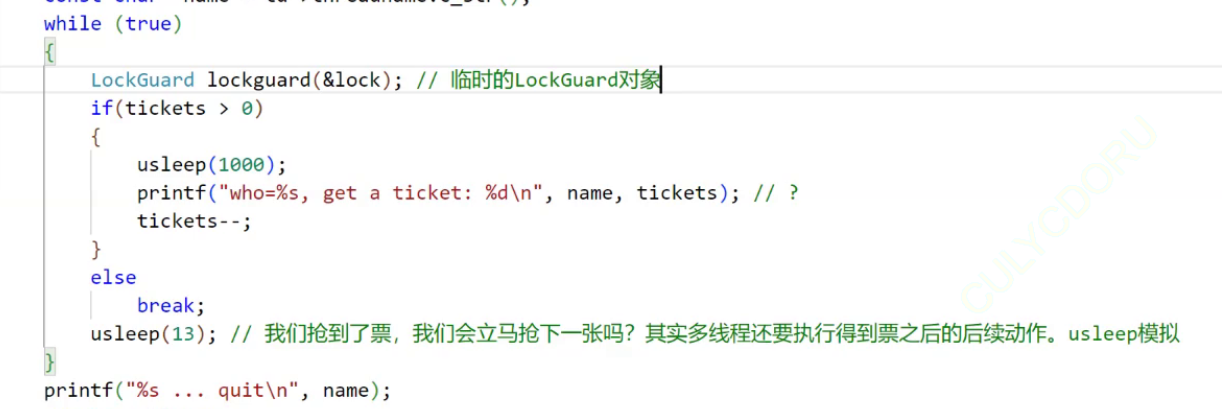 while (true)
{
LockGuard lockguard(&lock); // 临时的LockGuard对象
if(tickets > 0)
{
usleep(1000);
printf("who=%s, get a ticket: %d\n", name, tickets); // ?
tickets--;
}
else
break;
usleep(13); // 我们抢到了票，我们会立马抢下一张吗？其实多线程还要执行得到票之后的后续动作。usleep模拟
}
printf("%s ... quit\n", name);
CULYCDORU